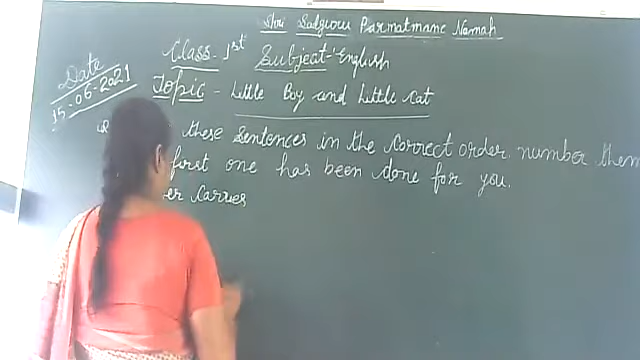 Shri Sadguru Parmatmane Namah
Class - 1st Subject - English
Date
15-06-2021
Topic - Little Boy and Little Cat
these sentences in the correct order. number them
first one has been done for you.
er carries